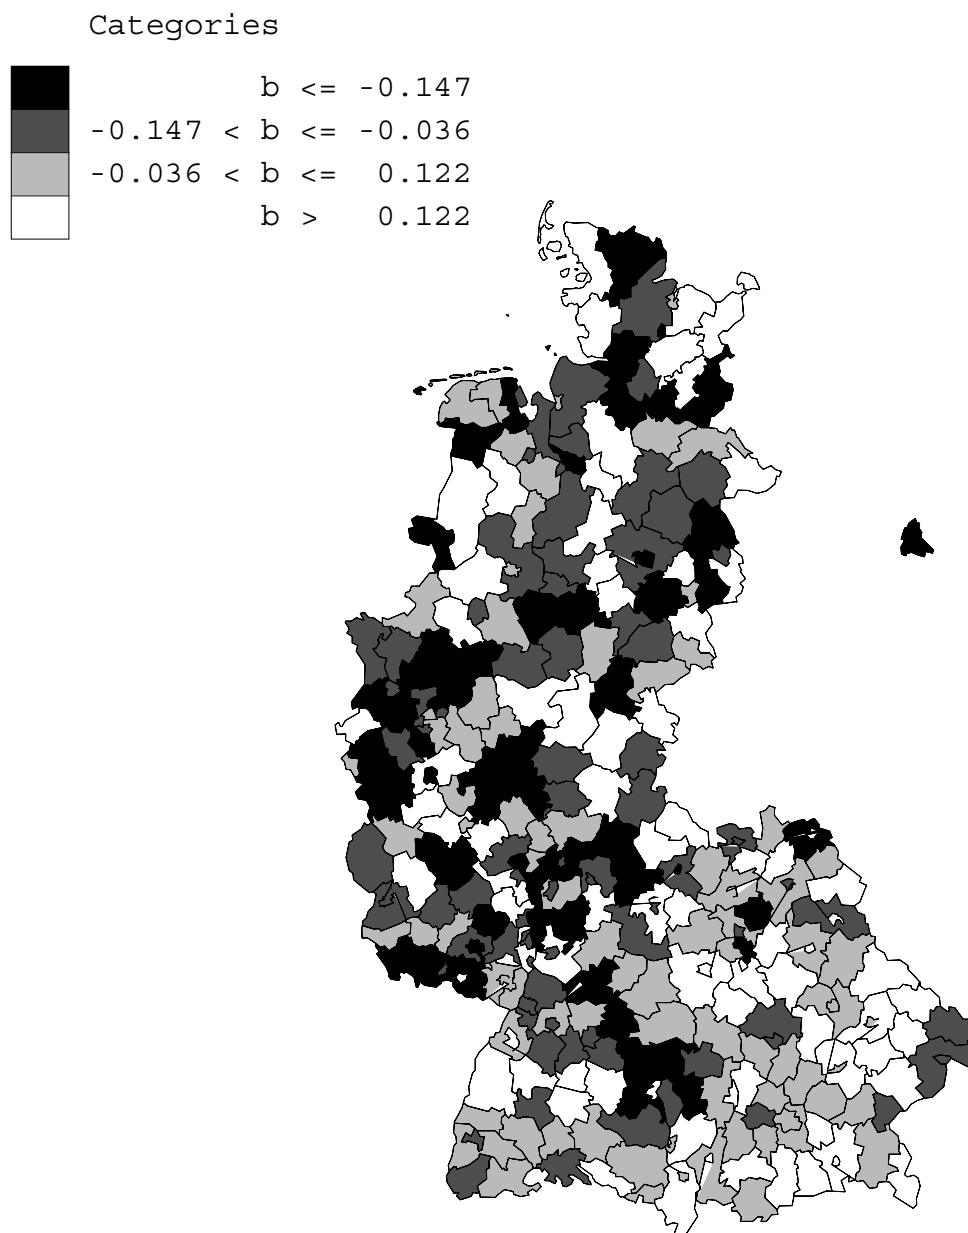 Categories
b <= -0.147
-0.147 < b <= -0.036
-0.036 < b <= 0.122
b > 0.122